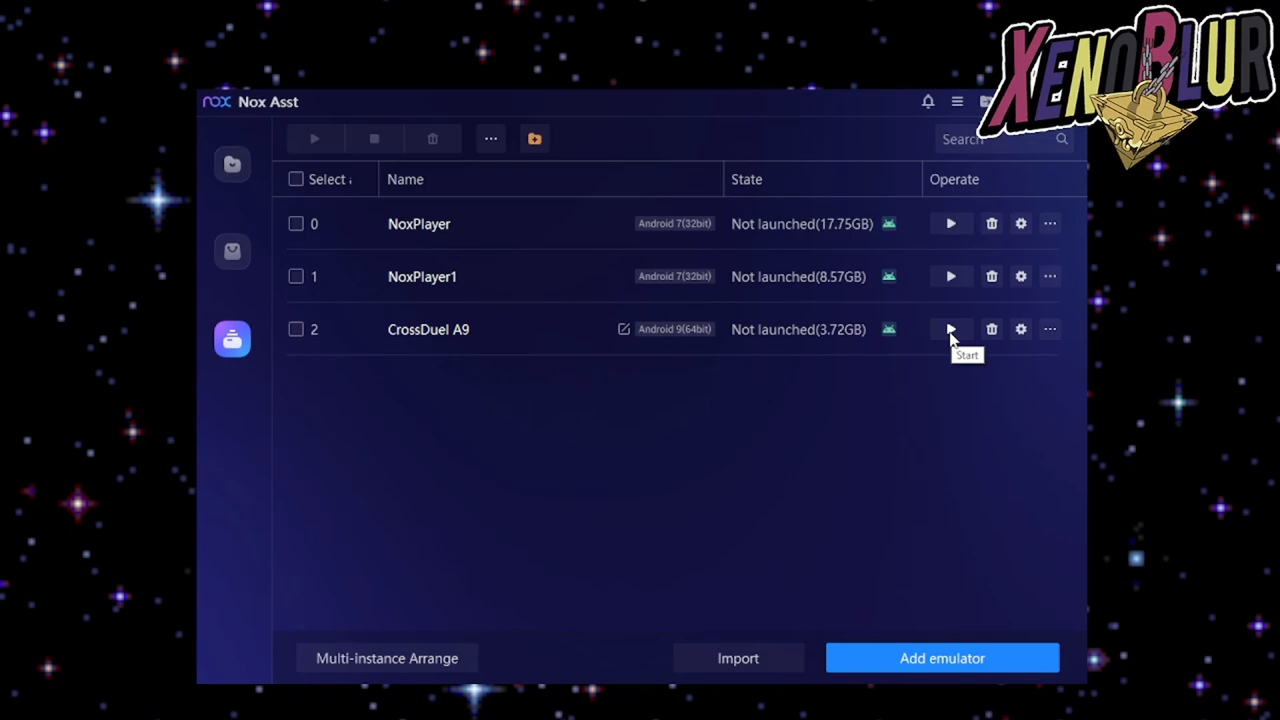 XENOBLUR
nox Nox Asst
Search
Select Name State Operate
0 NoxPlayer Android 7(32bit) Not launched(17.75GB)
1 NoxPlayer1 Android 7(32bit) Not launched(8.57GB)
2 CrossDuel A9 Android 9(64bit) Not launched(3.72GB)
Start
Multi-instance Arrange Import Add emulator